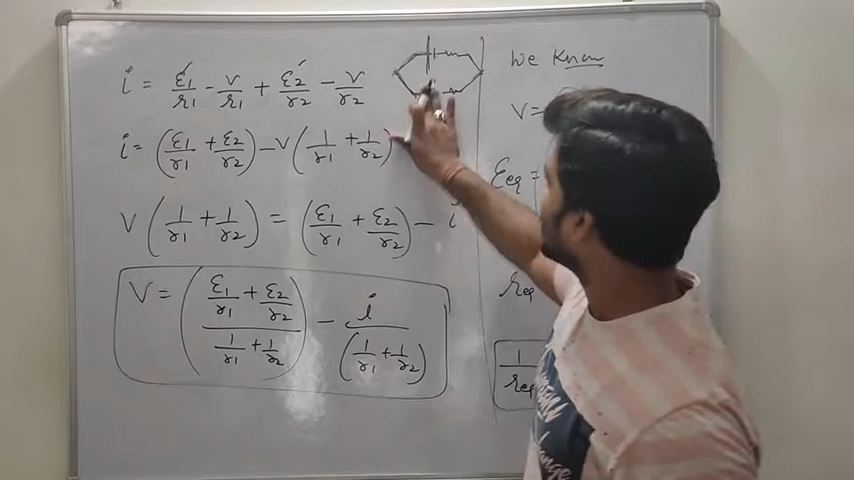 i = ε1/r1 - v/r1 + ε2/r2 - v/r2
i = (ε1/r1 + ε2/r2) - v(1/r1 + 1/r2)
v(1/r1 + 1/r2) = (ε1/r1 + ε2/r2) - i
v = ((ε1/r1 + ε2/r2)/(1/r1 + 1/r2)) - i/(1/r1 + 1/r2)
We Know
v =
εeq =
req
1/req
change